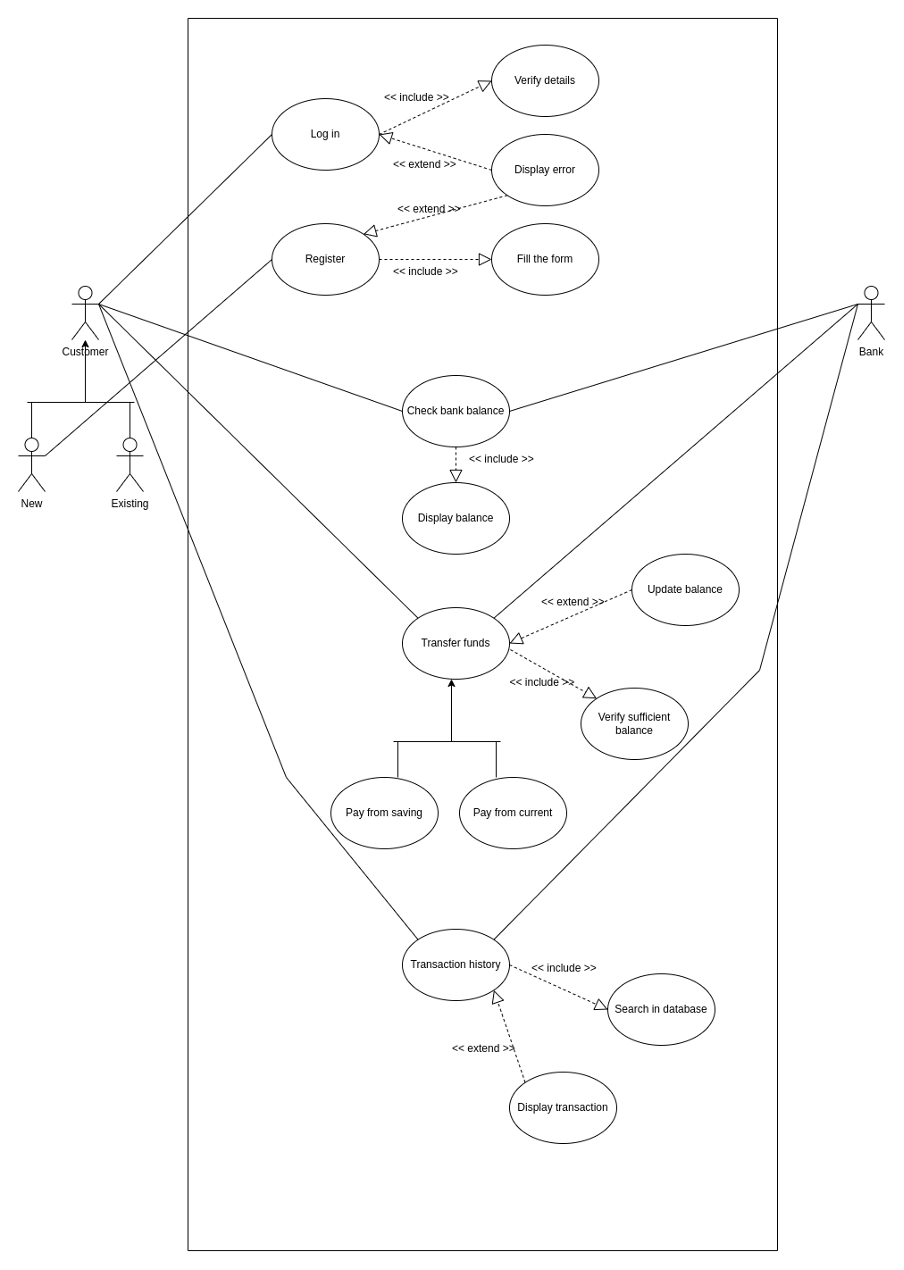 Verify details
<< include >>
Log in
<< extend >>
Display error
<< extend >>
Register
<< include >>
Fill the form
Customer
Bank
Check bank balance
<< include >>
New
Existing
Display balance
Update balance
<< extend >>
Transfer funds
<< include >>
Verify sufficient
balance
Pay from saving
Pay from current
Transaction history
<< include >>
Search in database
<< extend >>
Display transaction